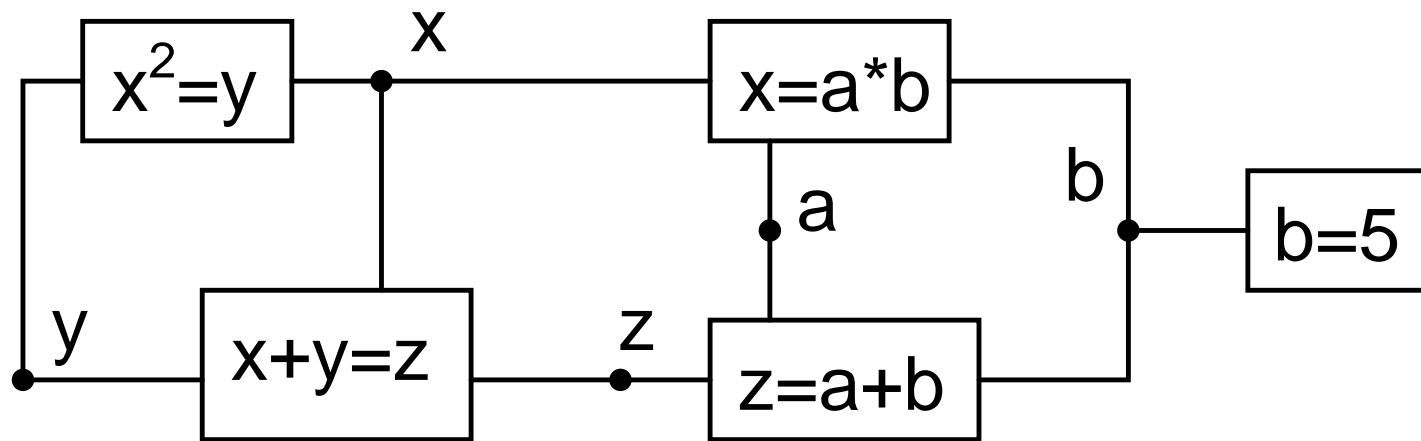 x
x²=y
x=a*b
b
a
b=5
y
x+y=z
z
z=a+b